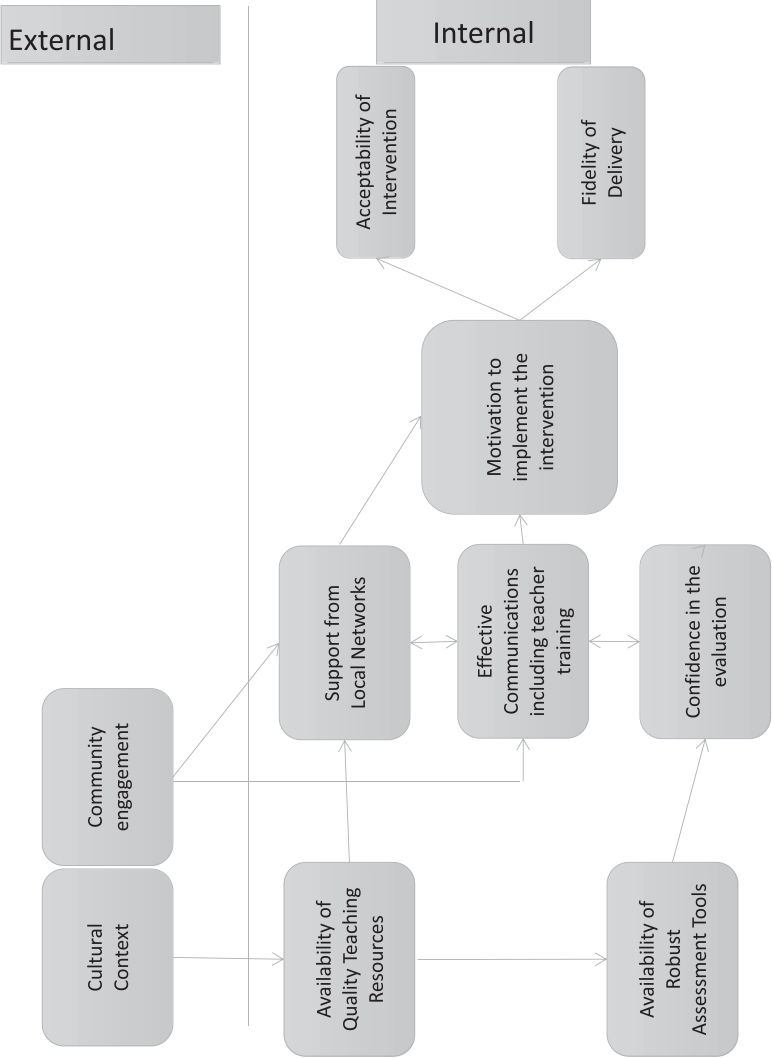 External
Internal
Cultural
Context
Community
engagement
Availability of
Quality Teaching
Resources
Support from
Local Networks
Effective
Communications
including teacher
training
Availability of
Robust
Assessment Tools
Confidence in the
evaluation
Motivation to
implement the
intervention
Acceptability of
Intervention
Fidelity of
Delivery